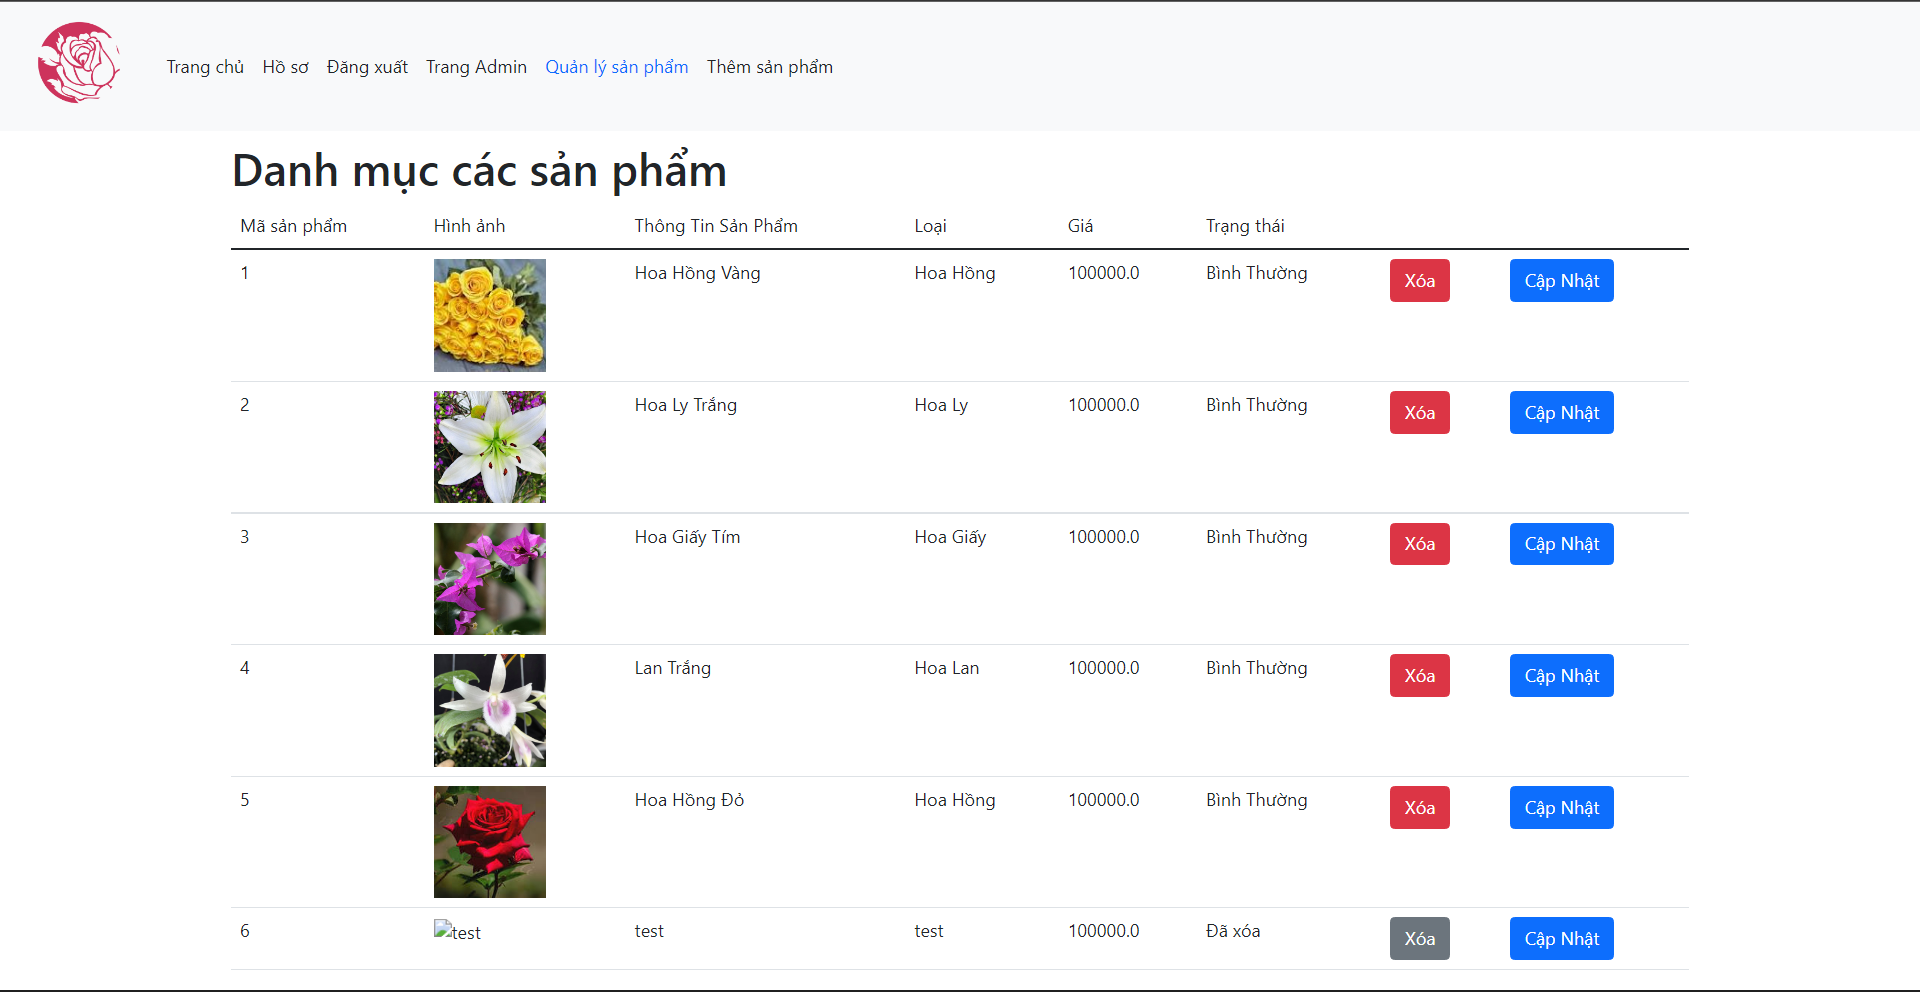 Trang chủ Hồ sơ Đăng xuất Trang Admin Quản lý sản phẩm Thêm sản phẩm
Danh mục các sản phẩm
Mã sản phẩm Hình ảnh Thông Tin Sản Phẩm Loại Giá Trạng thái
1 Hoa Hồng Vàng Hoa Hồng 100000.0 Bình Thường Xóa Cập Nhật
2 Hoa Ly Trắng Hoa Ly 100000.0 Bình Thường Xóa Cập Nhật
3 Hoa Giấy Tím Hoa Giấy 100000.0 Bình Thường Xóa Cập Nhật
4 Lan Trắng Hoa Lan 100000.0 Bình Thường Xóa Cập Nhật
5 Hoa Hồng Đỏ Hoa Hồng 100000.0 Bình Thường Xóa Cập Nhật
6 test test test 100000.0 Đã xóa Xóa Cập Nhật